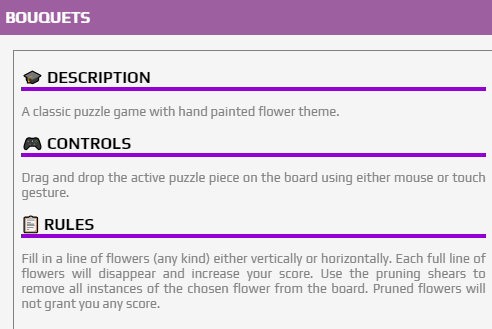 BOUQUETS
DESCRIPTION
A classic puzzle game with hand painted flower theme.
CONTROLS
Drag and drop the active puzzle piece on the board using either mouse or touch
gesture.
RULES
Fill in a line of flowers (any kind) either vertically or horizontally. Each full line of
flowers will disappear and increase your score. Use the pruning shears to
remove all instances of the chosen flower from the board. Pruned flowers will
not grant you any score.